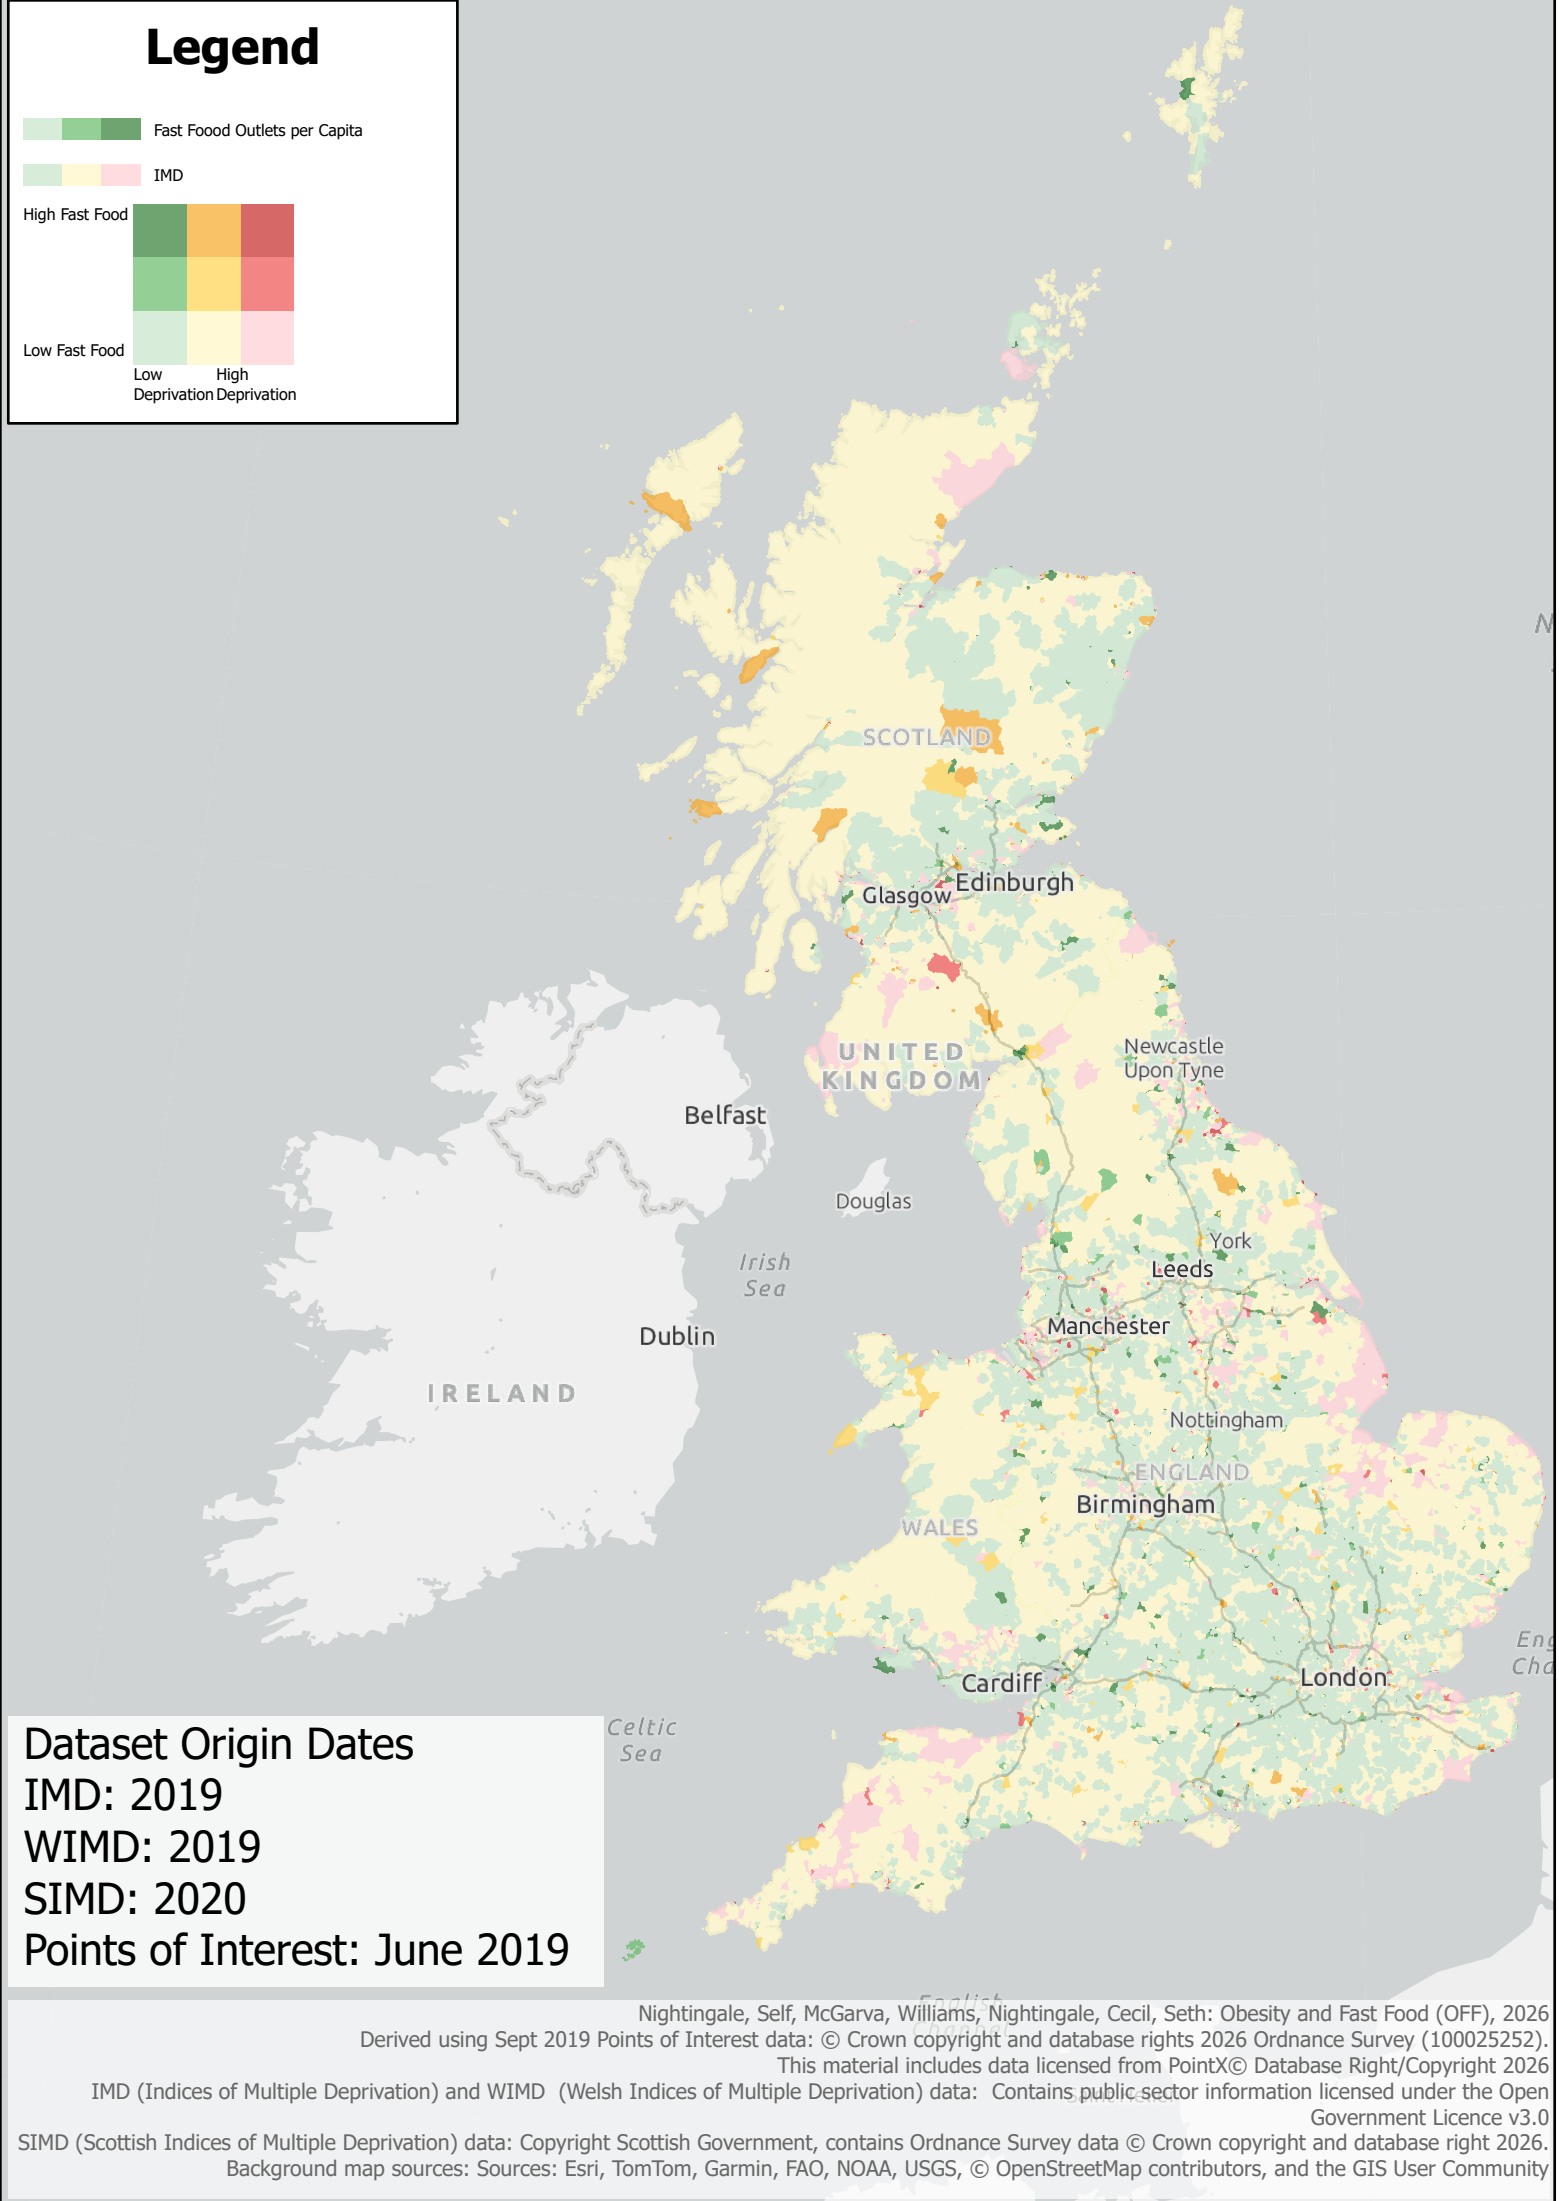 Legend
Fast Foood Outlets per Capita
IMD
High Fast Food
Low Fast Food
Low High
Deprivation Deprivation
N
SCOTLAND
Edinburgh
Glasgow
UNITED
KINGDOM
Newcastle
Upon Tyne
Belfast
Douglas
York
Irish
Sea
Leeds
Manchester
Dublin
IRELAND
Nottingham
ENGLAND
Birmingham
WALES
Eng
Cha
Cardiff
London
Celtic
Sea
Dataset Origin Dates
IMD: 2019
WIMD: 2019
SIMD: 2020
Points of Interest: June 2019
English
Channel
Nightingale, Self, McGarva, Williams, Nightingale, Cecil, Seth: Obesity and Fast Food (OFF), 2026
Derived using Sept 2019 Points of Interest data: © Crown copyright and database rights 2026 Ordnance Survey (100025252).
This material includes data licensed from PointX© Database Right/Copyright 2026
IMD (Indices of Multiple Deprivation) and WIMD (Welsh Indices of Multiple Deprivation) data: Contains public sector information licensed under the Open
Saint Helier
Government Licence v3.0
SIMD (Scottish Indices of Multiple Deprivation) data: Copyright Scottish Government, contains Ordnance Survey data © Crown copyright and database right 2026.
Background map sources: Sources: Esri, TomTom, Garmin, FAO, NOAA, USGS, © OpenStreetMap contributors, and the GIS User Community